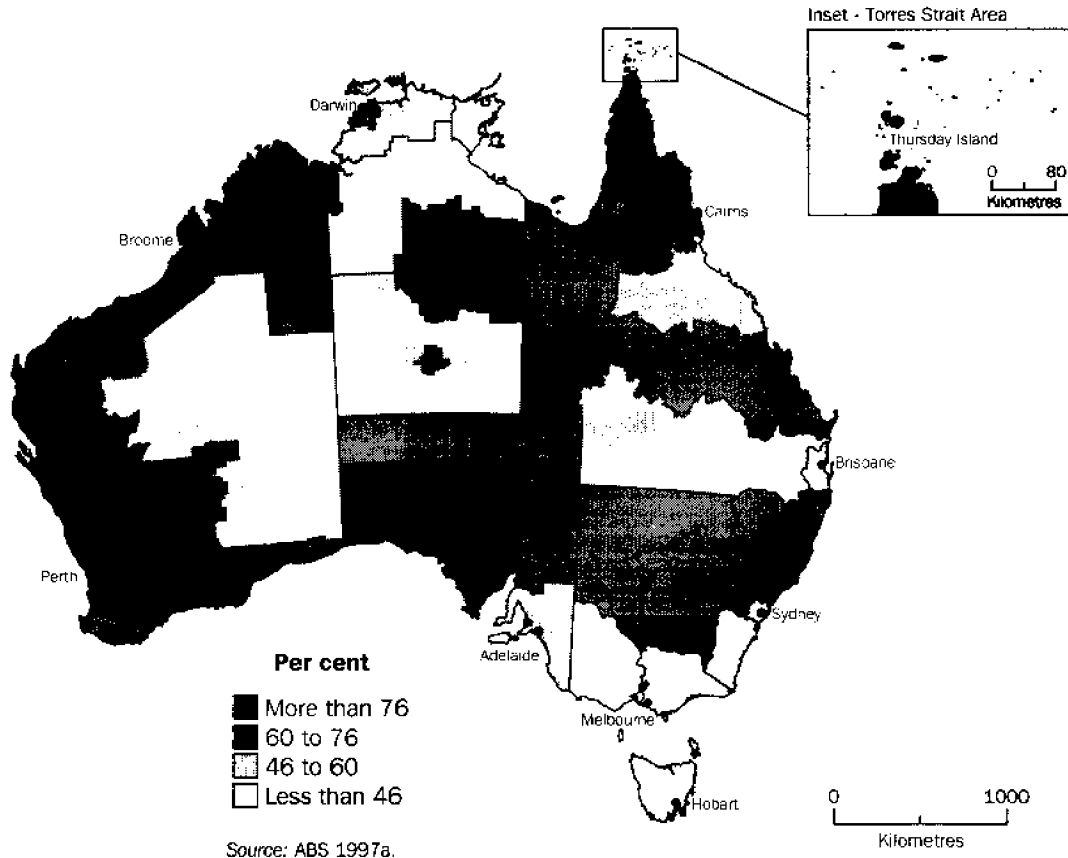 Inset - Torres Strait Area
Darwin
Thursday Island
0 80
Kilometres
Cairns
Broome
Brisbane
Perth
Sydney
Adelaide
Per cent
More than 76
60 to 76
46 to 60
Less than 46
Melbourne
Hobart
0 1000
Kilometres
Source: ABS 1997a.